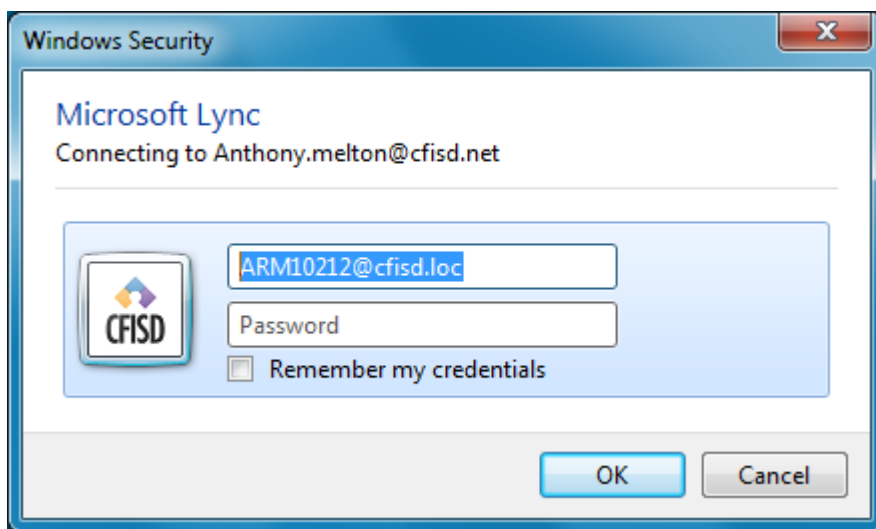 Windows Security
Microsoft Lync
Connecting to Anthony.melton@cfisd.net
ARM10212@cfisd.loc
CFISD
Password
Remember my credentials
OK
Cancel